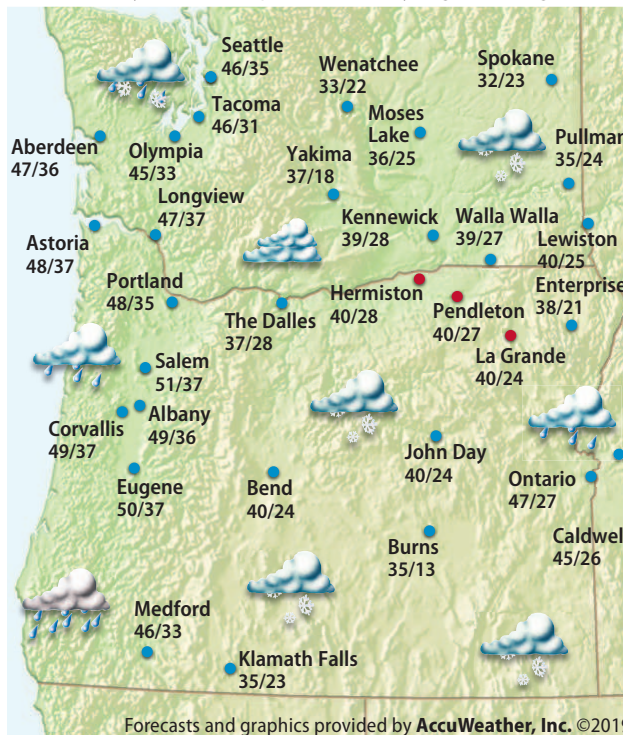 Seattle
46/35
Wenatchee
33/22
Spokane
32/23
Tacoma
46/31
Moses
Lake
36/25
Aberdeen
47/36
Olympia
45/33
Yakima
37/18
Pullman
35/24
Longview
47/37
Kennewick
39/28
Walla Walla
39/27
Lewiston
40/25
Astoria
48/37
Portland
48/35
The Dalles
37/28
Hermiston
40/28
Pendleton
40/27
Enterprise
38/21
La Grande
40/24
Salem
51/37
Albany
49/36
Corvallis
49/37
Eugene
50/37
Bend
40/24
John Day
40/24
Ontario
47/27
Burns
35/13
Caldwel
45/26
Medford
46/33
Klamath Falls
35/23
Forecasts and graphics provided by AccuWeather, Inc. ©2019